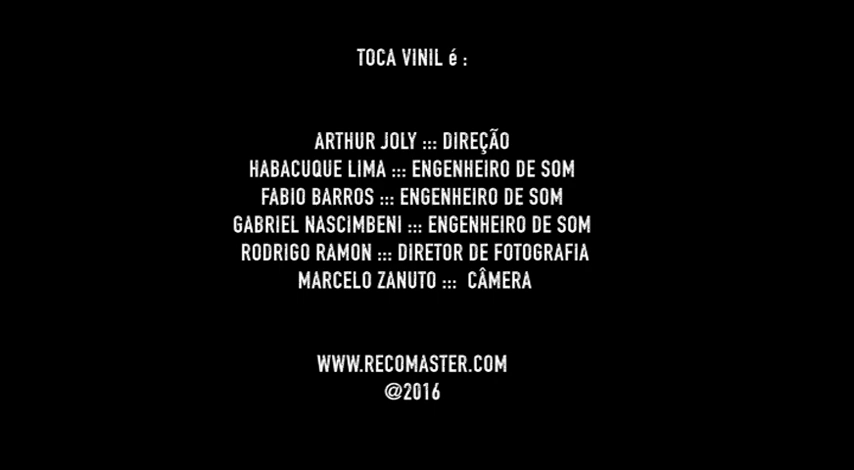 TOCA VINIL é :
ARTHUR JOLY ::: DIREÇÃO
HABACUQUE LIMA ::: ENGENHEIRO DE SOM
FABIO BARROS ::: ENGENHEIRO DE SOM
GABRIEL NASCIMBENI ::: ENGENHEIRO DE SOM
RODRIGO RAMON ::: DIRETOR DE FOTOGRAFIA
MARCELO ZANUTO ::: CÂMERA
WWW.RECOMASTER.COM
@2016